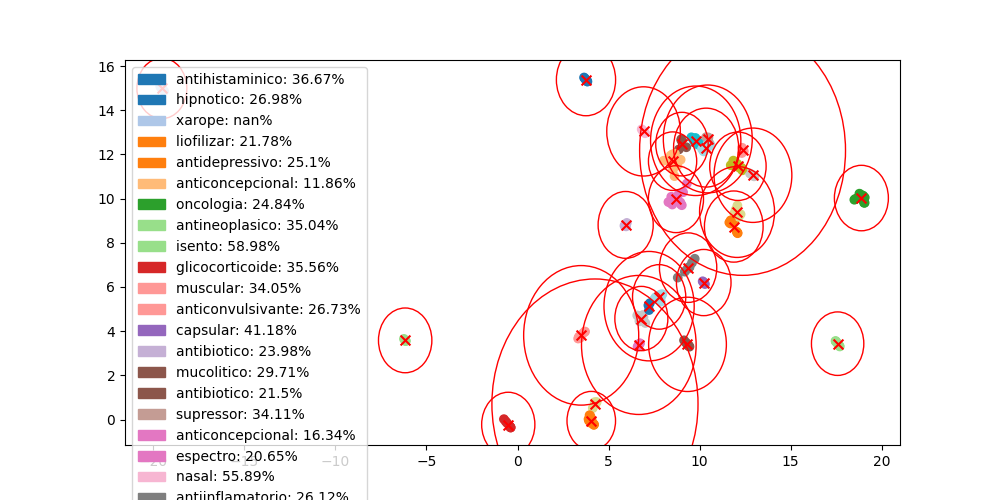 16
14
12
10
8
6
4
2
0
antihistaminico: 36.67%
hipnotico: 26.98%
xarope: nan%
liofilizar: 21.78%
antidepressivo: 25.1%
anticoncepcional: 11.86%
oncologia: 24.84%
antineoplasico: 35.04%
isento: 58.98%
glicocorticoide: 35.56%
muscular: 34.05%
anticonvulsivante: 26.73%
capsular: 41.18%
antibiotico: 23.98%
mucolitico: 29.71%
antibiotico: 21.5%
supressor: 34.11%
anticoncepcional: 16.34%
espectro: 20.65%
nasal: 55.89%
antiinflamatorio: 26.12%
−20 −15 −10 −5 0 5 10 15 20